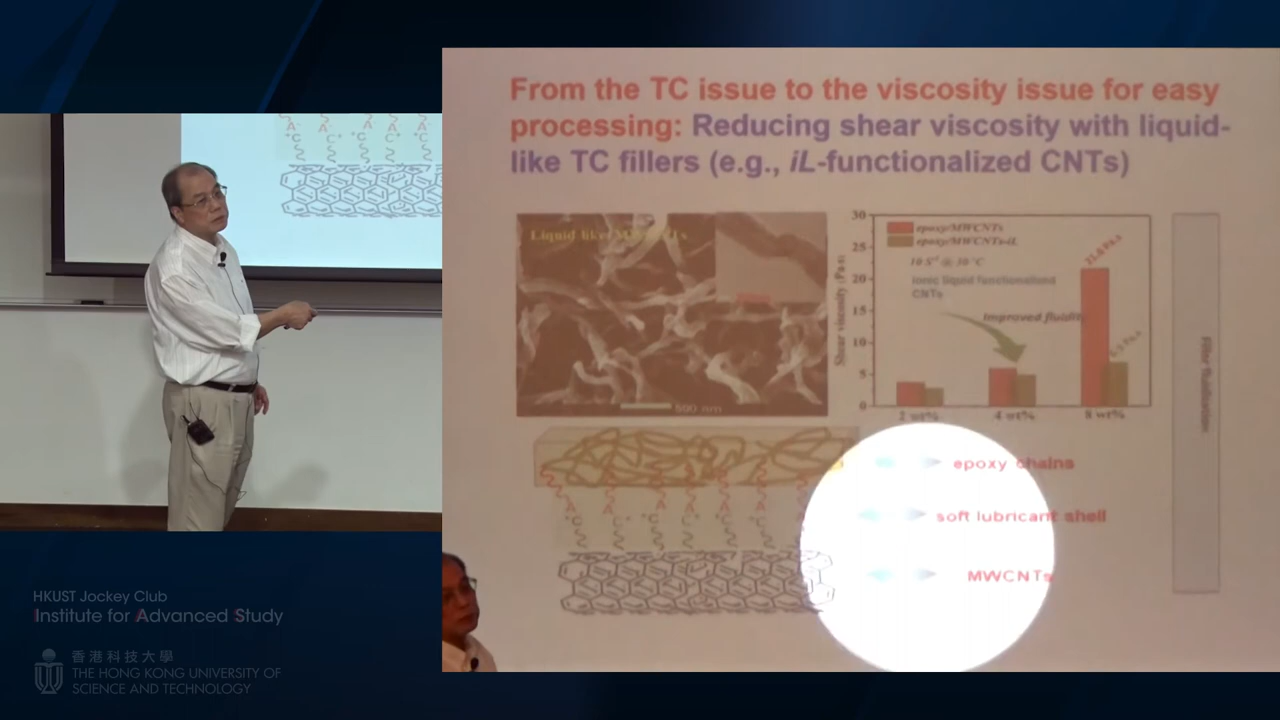 From the TC issue to the viscosity issue for easy
processing: Reducing shear viscosity with liquid-
like TC fillers (e.g., iL-functionalized CNTs)
Liquid like MWCNTs
500 nm
Shear viscosity (Pa.s)
30
25
20
15
10
5
0
epoxy/MWCNTs
epoxy/MWCNTs-iL
ionic liquid functionalized
CNTs
Improved fluidity
21.6 Pa.s
2 wt%
4 wt%
8 wt%
epoxy chains
soft lubricant shell
MWCNTs
HKUST Jockey Club
Institute for Advanced Study
香港科技大學
THE HONG KONG UNIVERSITY OF
SCIENCE AND TECHNOLOGY